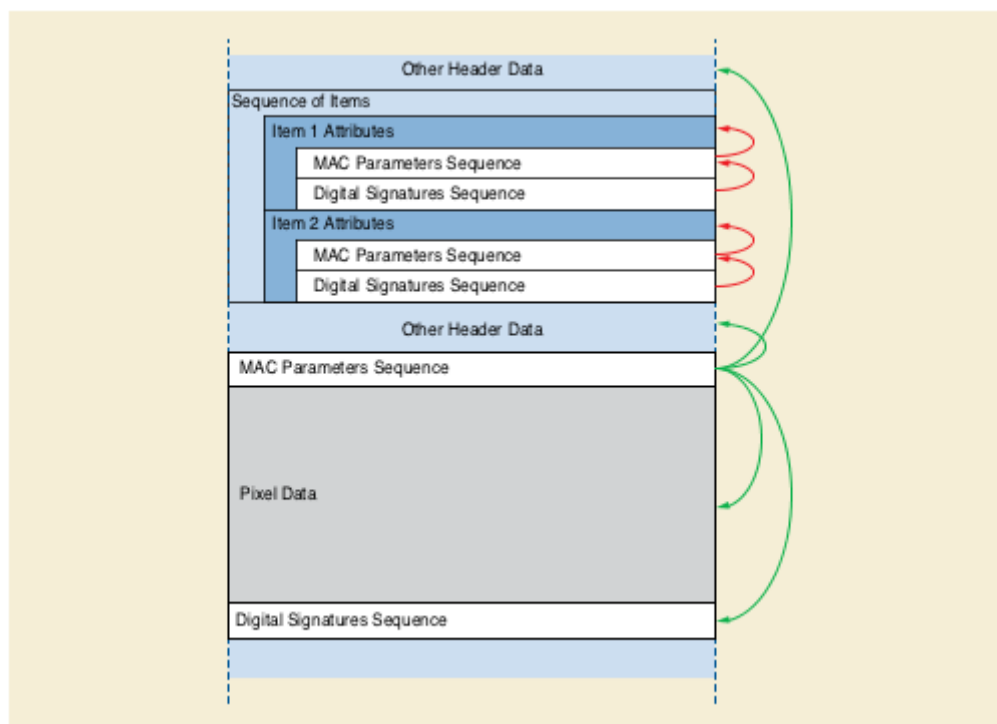 Other Header Data
Sequence of Items
Item 1 Attributes
MAC Parameters Sequence
Digital Signatures Sequence
Item 2 Attributes
MAC Parameters Sequence
Digital Signatures Sequence
Other Header Data
MAC Parameters Sequence
Pixel Data
Digital Signatures Sequence